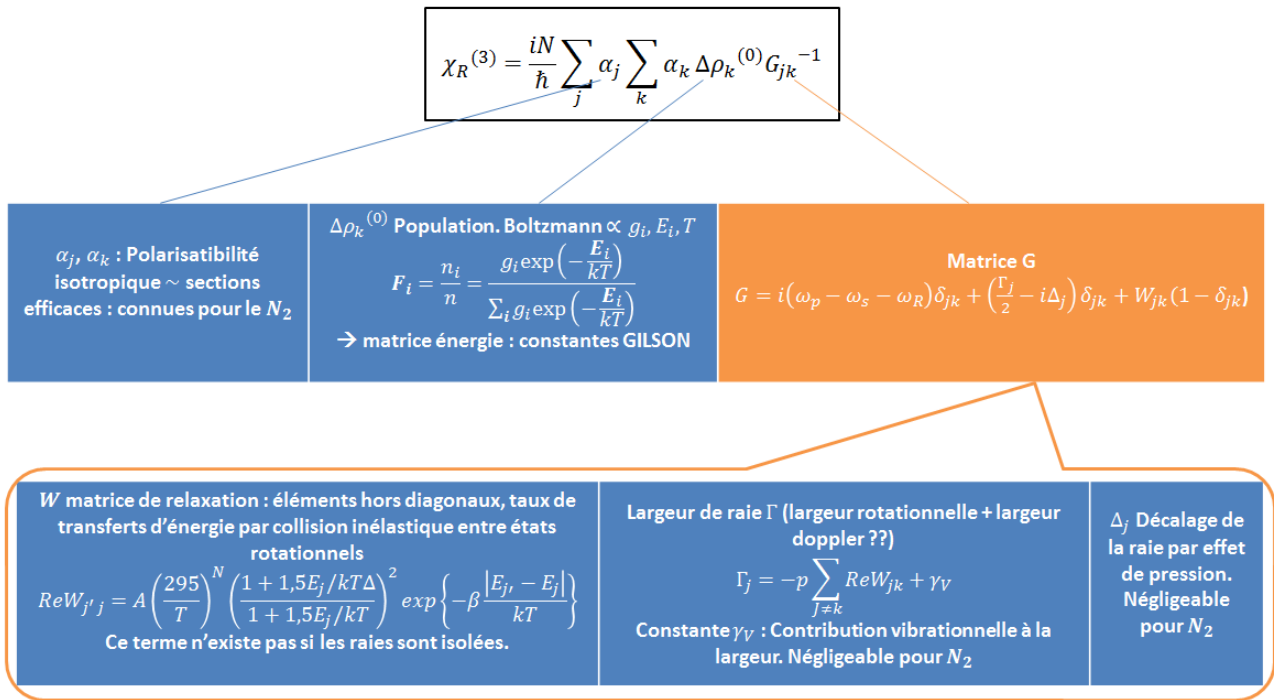 χ_R^(3) = iN/ħ ∑_j α_j ∑_k α_k Δρ_k^(0) G_jk^−1
α_j, α_k : Polarisatibilité
isotropique ~ sections
efficaces : connues pour le N_2
Δρ_k^(0) Population. Boltzmann ∝ g_i, E_i, T
F_i = n_i/n = g_i exp(−E_i/kT) / ∑_i g_i exp(−E_i/kT)
→ matrice énergie : constantes GILSON
Matrice G
G = i(ω_p − ω_s − ω_R)δ_jk + (Γ_j/2 − iΔ_j) δ_jk + W_jk (1 − δ_jk)
W matrice de relaxation : éléments hors diagonaux, taux de
transferts d'énergie par collision inélastique entre états
rotationnels
ReW_j'j = A (295/T)^N ((1 + 1,5E_j/kTΔ)/(1 + 1,5E_j/kT))^2 exp{−β |E_j' − E_j|/kT}
Ce terme n'existe pas si les raies sont isolées.
Largeur de raie Γ (largeur rotationnelle + largeur
doppler ??)
Γ_j = −p ∑_J≠k ReW_jk + γ_V
Constante γ_V : Contribution vibrationnelle à la
largeur. Négligeable pour N_2
Δ_j Décalage de
la raie par effet
de pression.
Négligeable
pour N_2